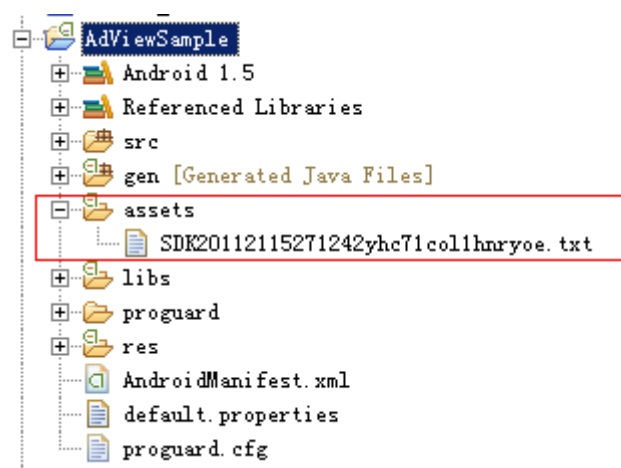 AdViewSample
Android 1.5
Referenced Libraries
src
gen [Generated Java Files]
assets
SDK20112115271242yhc71col1hnryoe.txt
libs
proguard
res
AndroidManifest.xml
default.properties
proguard.cfg